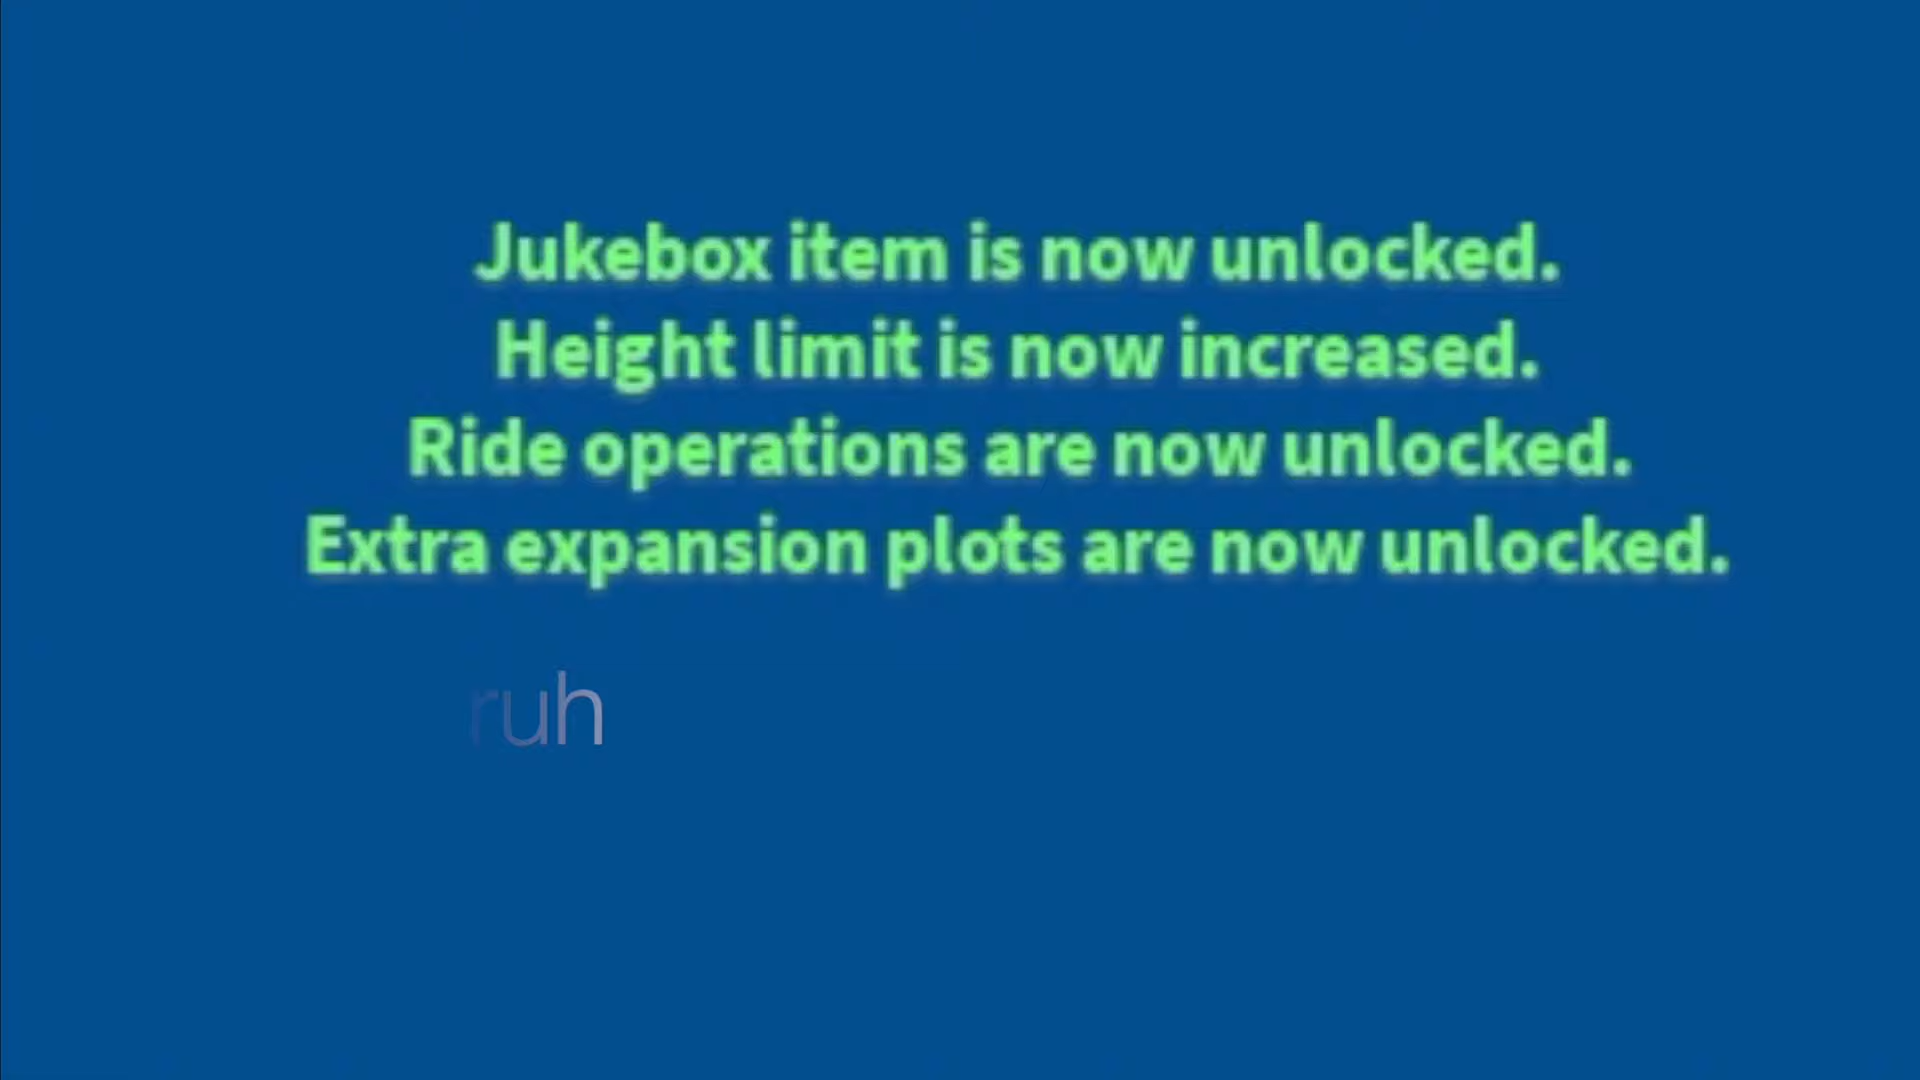 Jukebox item is now unlocked.
Height limit is now increased.
Ride operations are now unlocked.
Extra expansion plots are now unlocked.
ruh